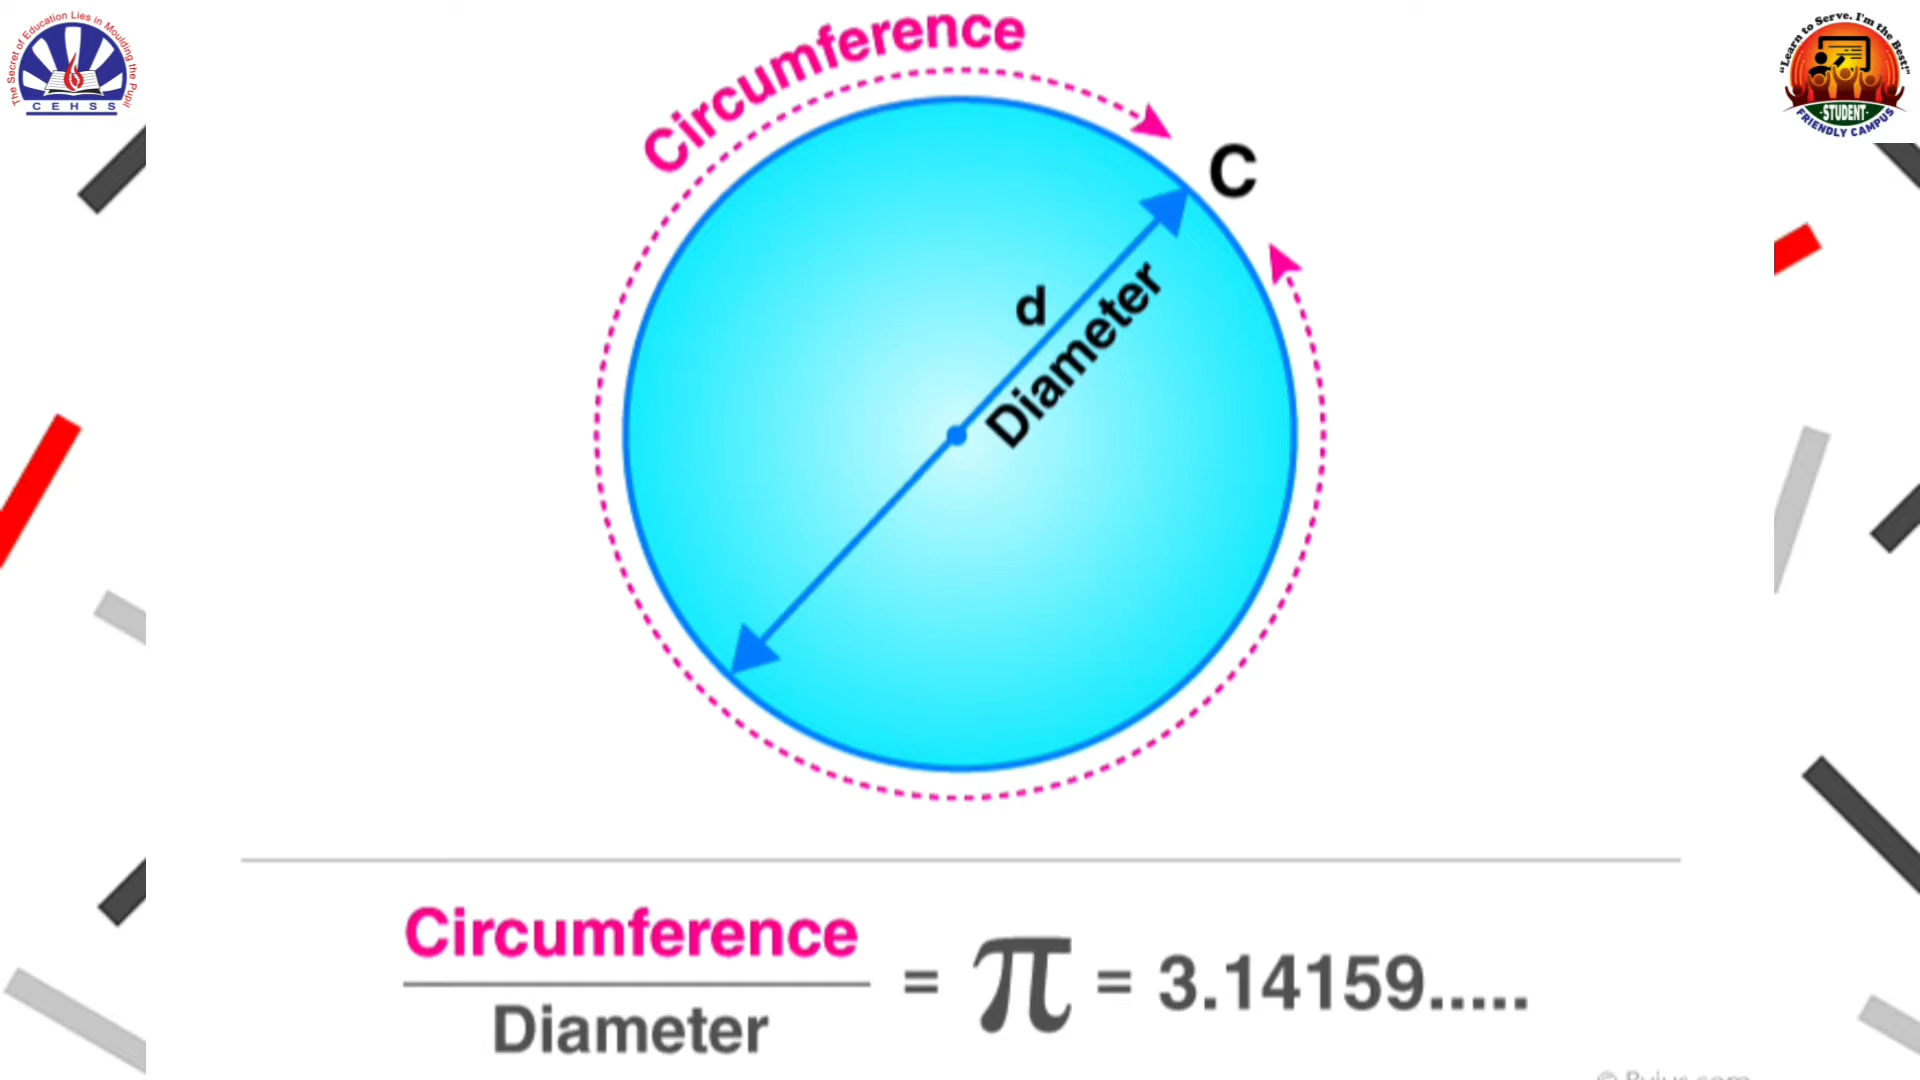 The Secret of Education Lies in Moulding the Pupil
C E H S S
"Learn to Serve. I'm the Best!"
STUDENT
FRIENDLY CAMPUS
Circumference
C
d
Diameter
Circumference
Diameter
= π = 3.14159.....